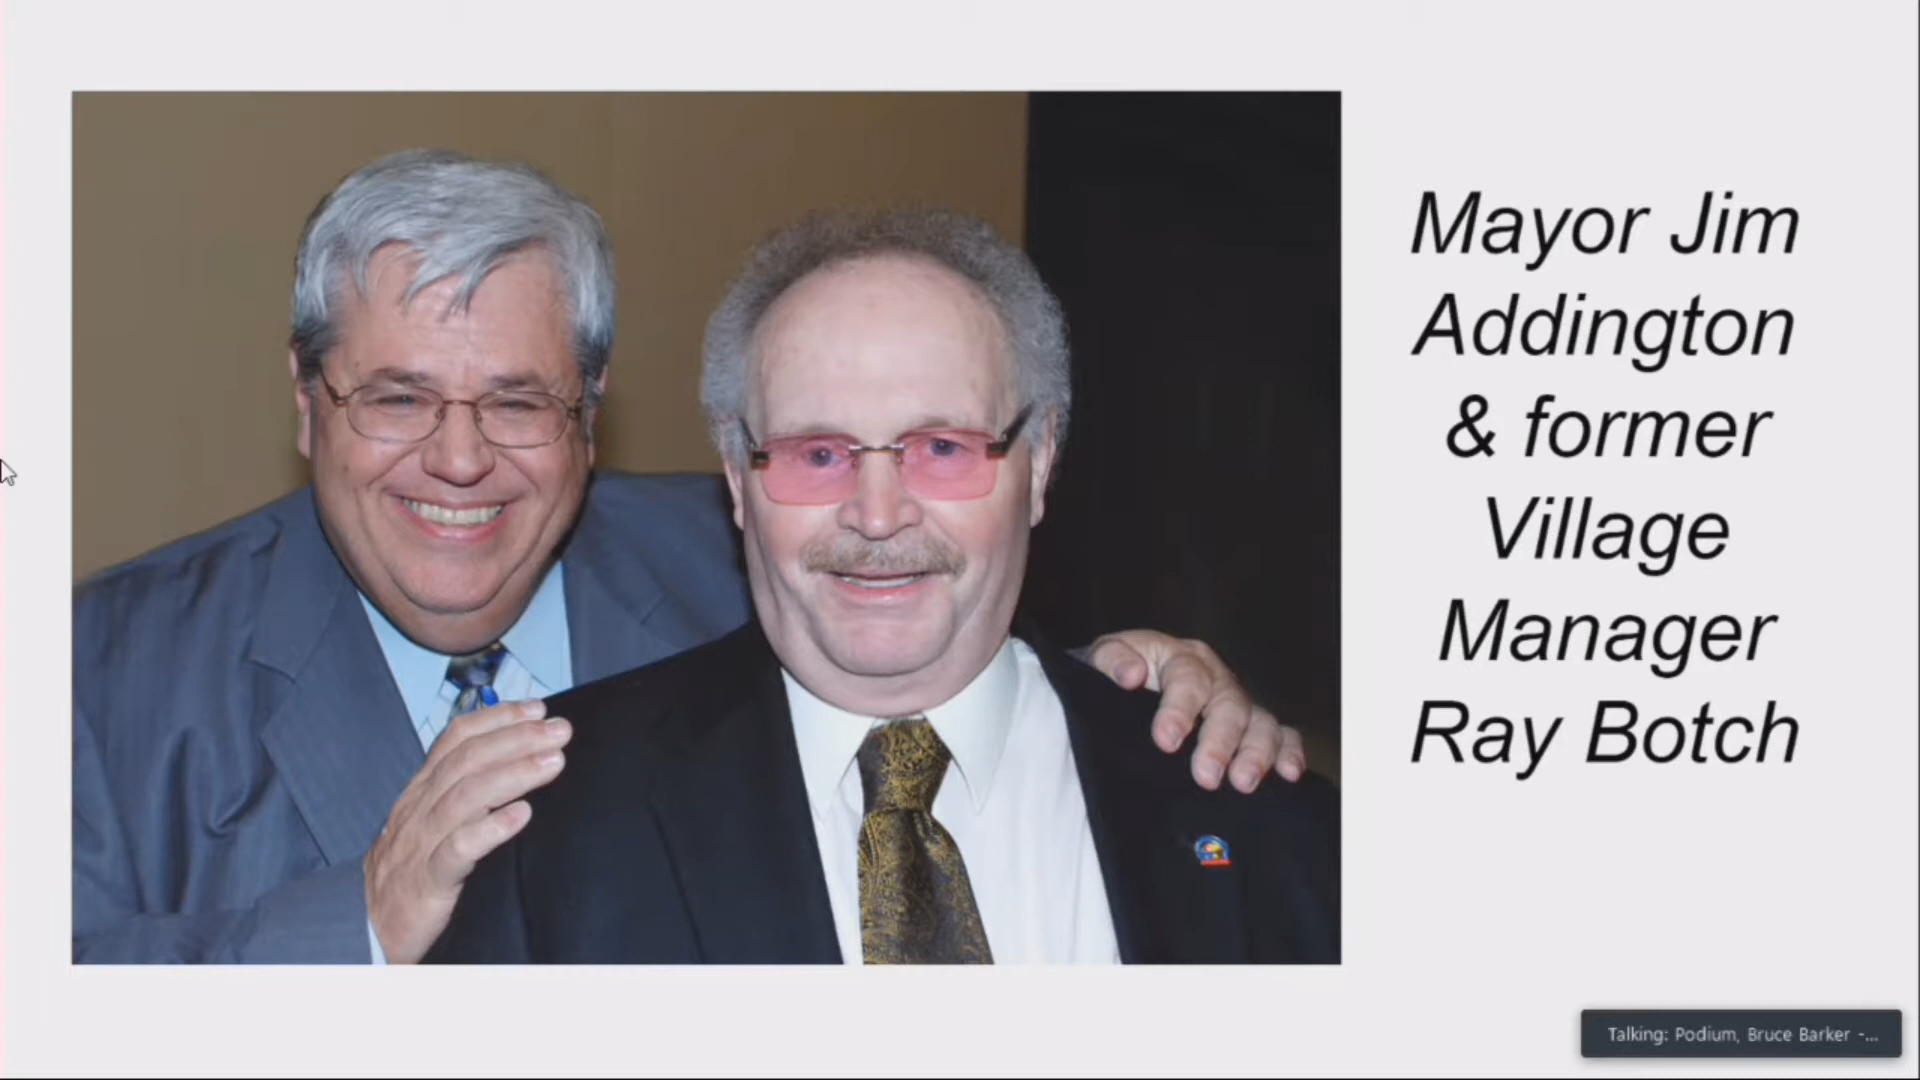 Mayor Jim
Addington
& former
Village
Manager
Ray Botch
Talking: Podium, Bruce Barker -...